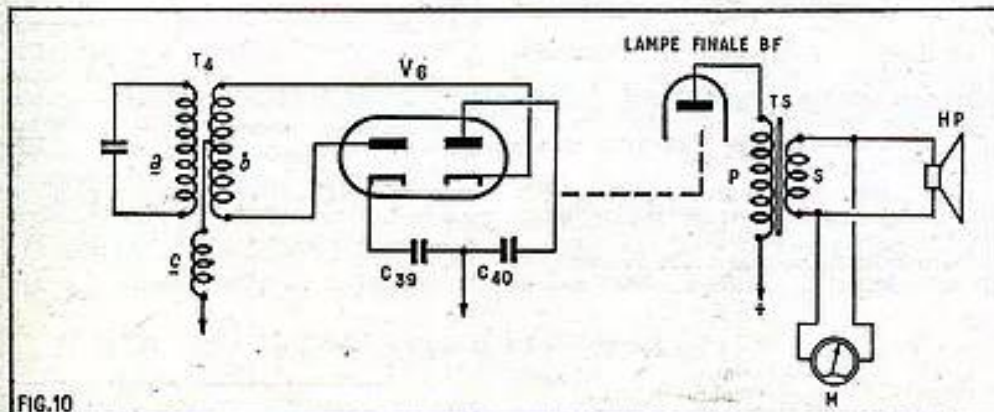 LAMPE FINALE BF
T4
V6
TS
HP
a
b
P
S
c
C39
C40
+
M
FIG.10